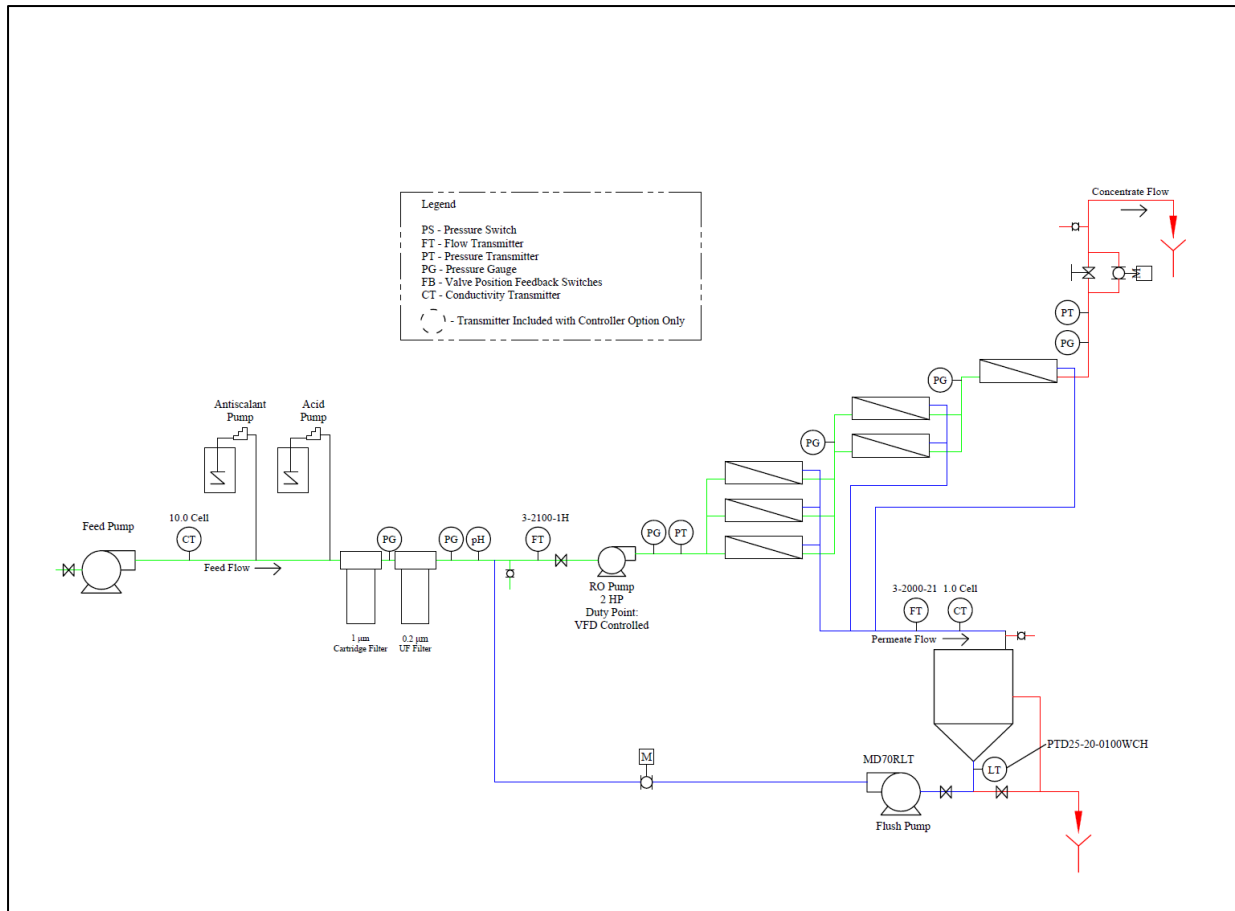 Concentrate Flow
Legend
PS - Pressure Switch
FT - Flow Transmitter
PT - Pressure Transmitter
PG - Pressure Gauge
FB - Valve Position Feedback Switches
CT - Conductivity Transmitter
- Transmitter Included with Controller Option Only
M
PT
PG
PG
PG
Antiscalant
Pump
Acid
Pump
Feed Pump
10.0 Cell
CT
Feed Flow
PG
PG
pH
3-2100-1H
FT
PG
PT
RO Pump
2 HP
Duty Point:
VFD Controlled
1 µm
Cartridge Filter
0.2 µm
UF Filter
3-2000-21
1.0 Cell
FT
CT
Permeate Flow
PTD25-20-0100WCH
LT
M
MD70RLT
Flush Pump